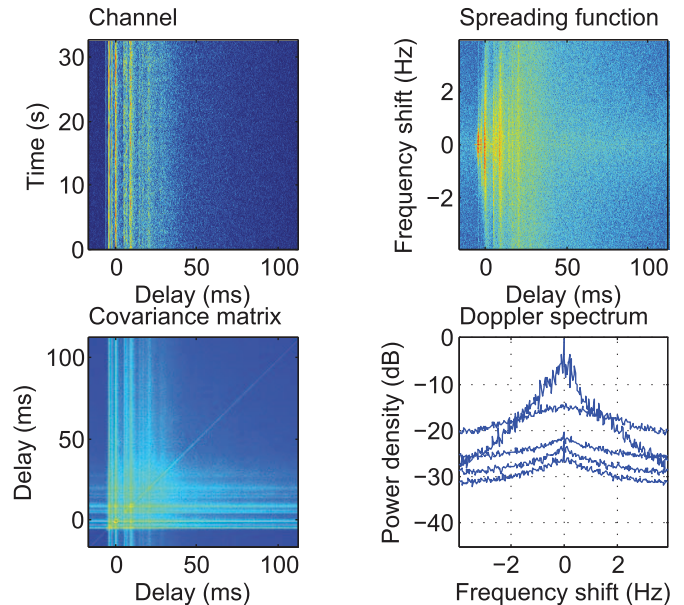 Channel
30
20
10
0
Time (s)
0 50 100
Delay (ms)
Spreading function
2
0
−2
Frequency shift (Hz)
0 50 100
Delay (ms)
Covariance matrix
100
50
0
Delay (ms)
0 50 100
Delay (ms)
Doppler spectrum
0
−10
−20
−30
−40
Power density (dB)
−2 0 2
Frequency shift (Hz)